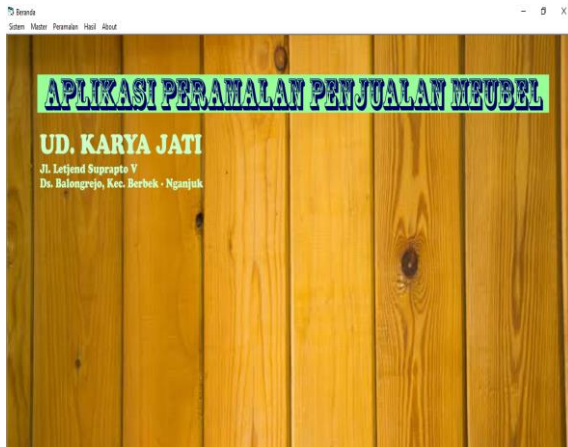 Beranda
Sistem Master Peramalan Hasil About
APLIKASI PERAMALAN PENJUALAN MEUBEL
UD. KARYA JATI
Jl. Letjend Suprapto V
Ds. Balongrejo, Kec. Berbek - Nganjuk